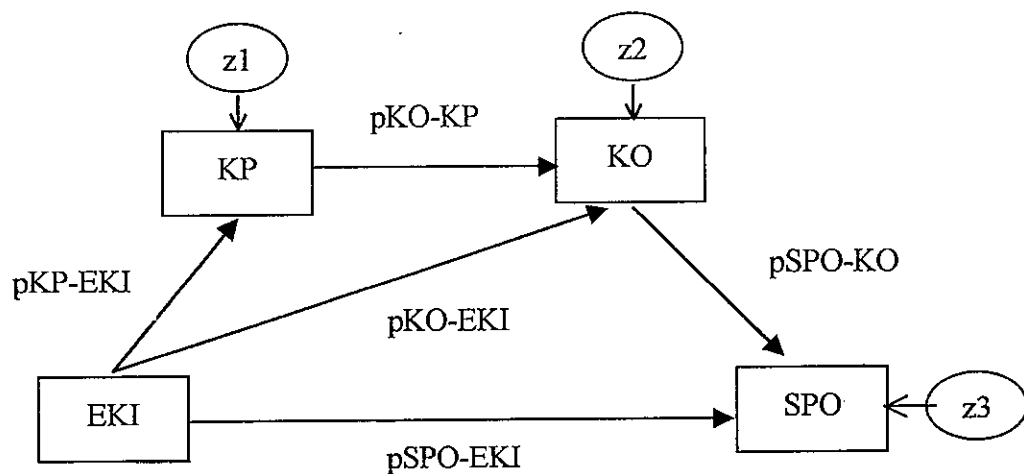 z1
z2
pKO-KP
KP
KO
pKP-EKI
pSPO-KO
pKO-EKI
EKI
SPO
z3
pSPO-EKI